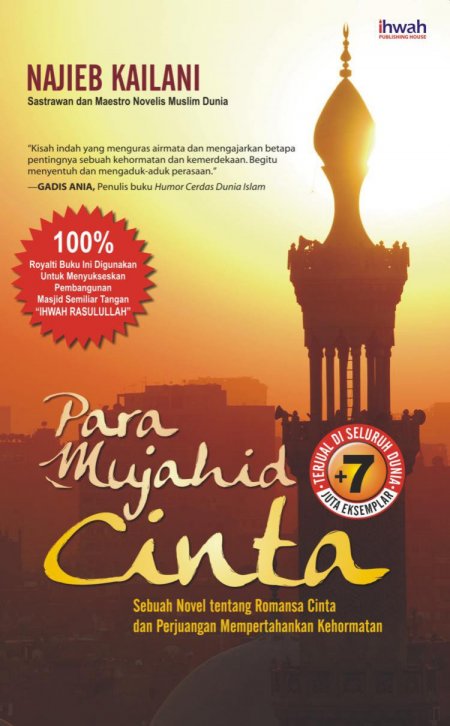 ihwah
PUBLISHING HOUSE
NAJIEB KAILANI
Sastrawan dan Maestro Novelis Muslim Dunia
"Kisah indah yang menguras airmata dan mengajarkan betapa
pentingnya sebuah kehormatan dan kemerdekaan. Begitu
menyentuh dan mengaduk-aduk perasaan."
—GADIS ANIA, Penulis buku Humor Cerdas Dunia Islam
100%
Royalti Buku Ini Digunakan
Untuk Menyukseskan
Pembangunan
Masjid Semiliar Tangan
"IHWAH RASULULLAH"
Para
Mujahid
Cinta
TERJUAL DI SELURUH DUNIA
+7
JUTA EKSEMPLAR
Sebuah Novel tentang Romansa Cinta
dan Perjuangan Mempertahankan Kehormatan